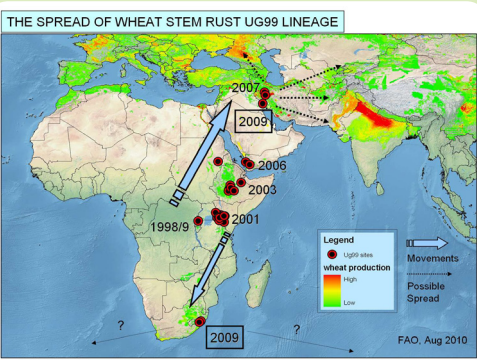 THE SPREAD OF WHEAT STEM RUST UG99 LINEAGE
2007
2009
2006
2003
1998/9
2001
Legend
Ug99 sites
wheat production
High
Low
Movements
Possible
Spread
?
2009
?
FAO, Aug 2010